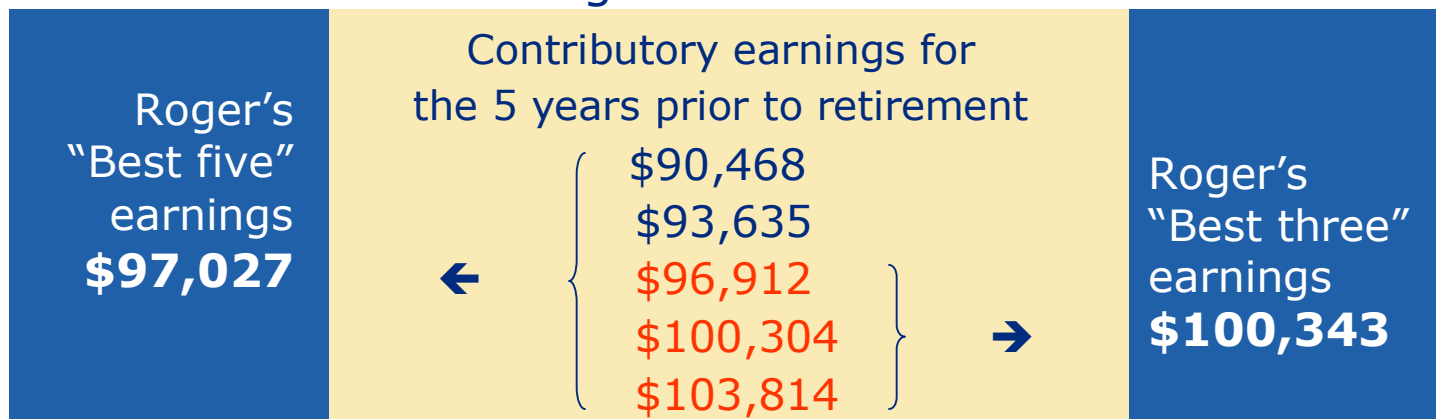 Roger’s
“Best five”
earnings
$97,027
Contributory earnings for
the 5 years prior to retirement
$90,468
$93,635
$96,912
$100,304
$103,814
Roger’s
“Best three”
earnings
$100,343